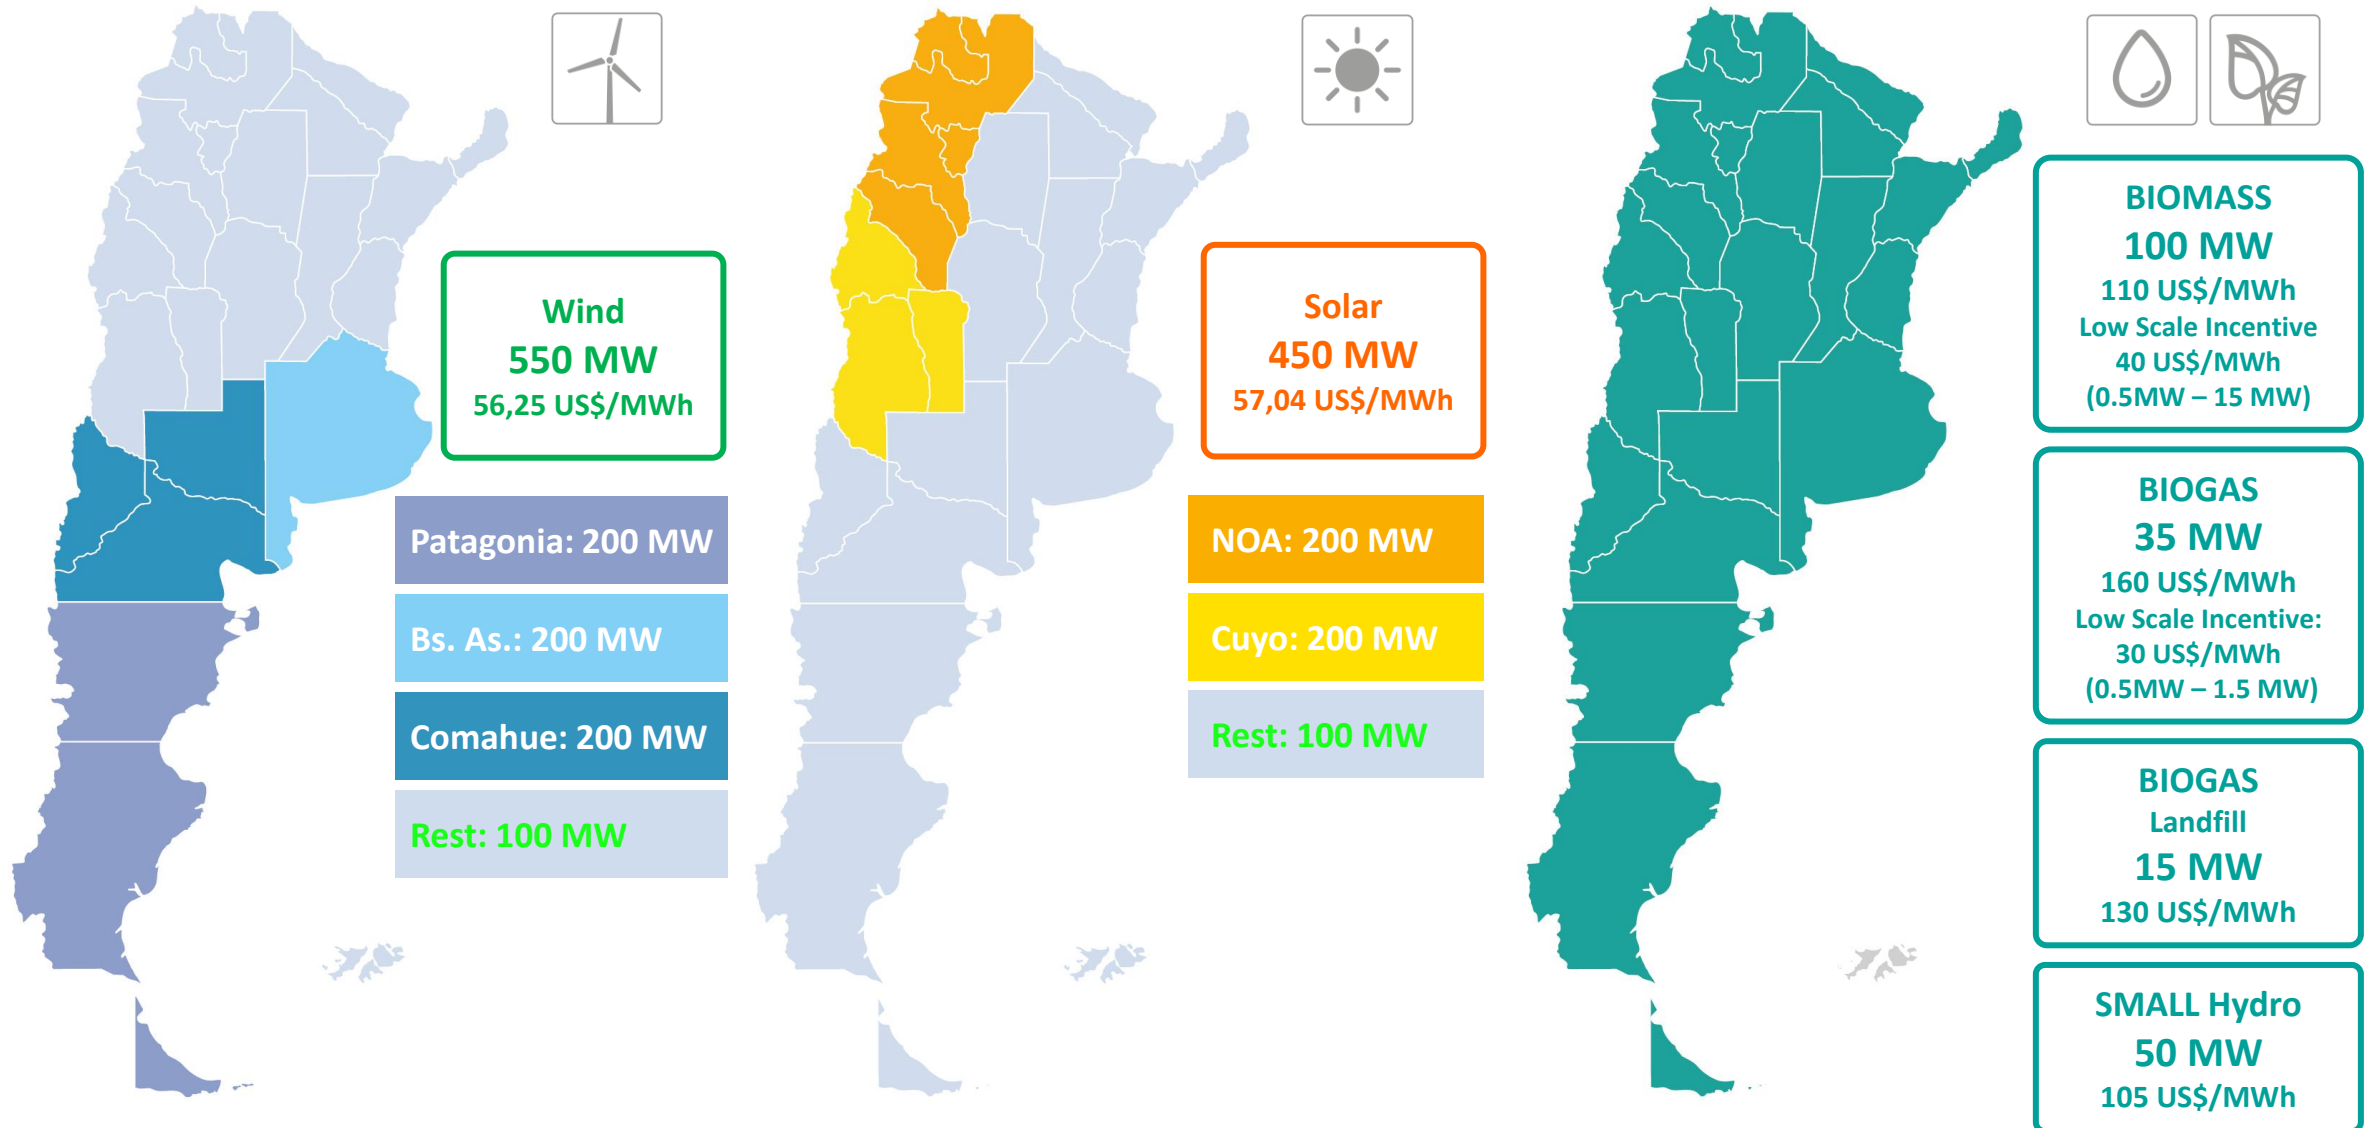 Wind
550 MW
56,25 US$/MWh
Patagonia: 200 MW
Bs. As.: 200 MW
Comahue: 200 MW
Rest: 100 MW
Solar
450 MW
57,04 US$/MWh
NOA: 200 MW
Cuyo: 200 MW
Rest: 100 MW
BIOMASS
100 MW
110 US$/MWh
Low Scale Incentive
40 US$/MWh
(0.5MW – 15 MW)
BIOGAS
35 MW
160 US$/MWh
Low Scale Incentive:
30 US$/MWh
(0.5MW – 1.5 MW)
BIOGAS
Landfill
15 MW
130 US$/MWh
SMALL Hydro
50 MW
105 US$/MWh